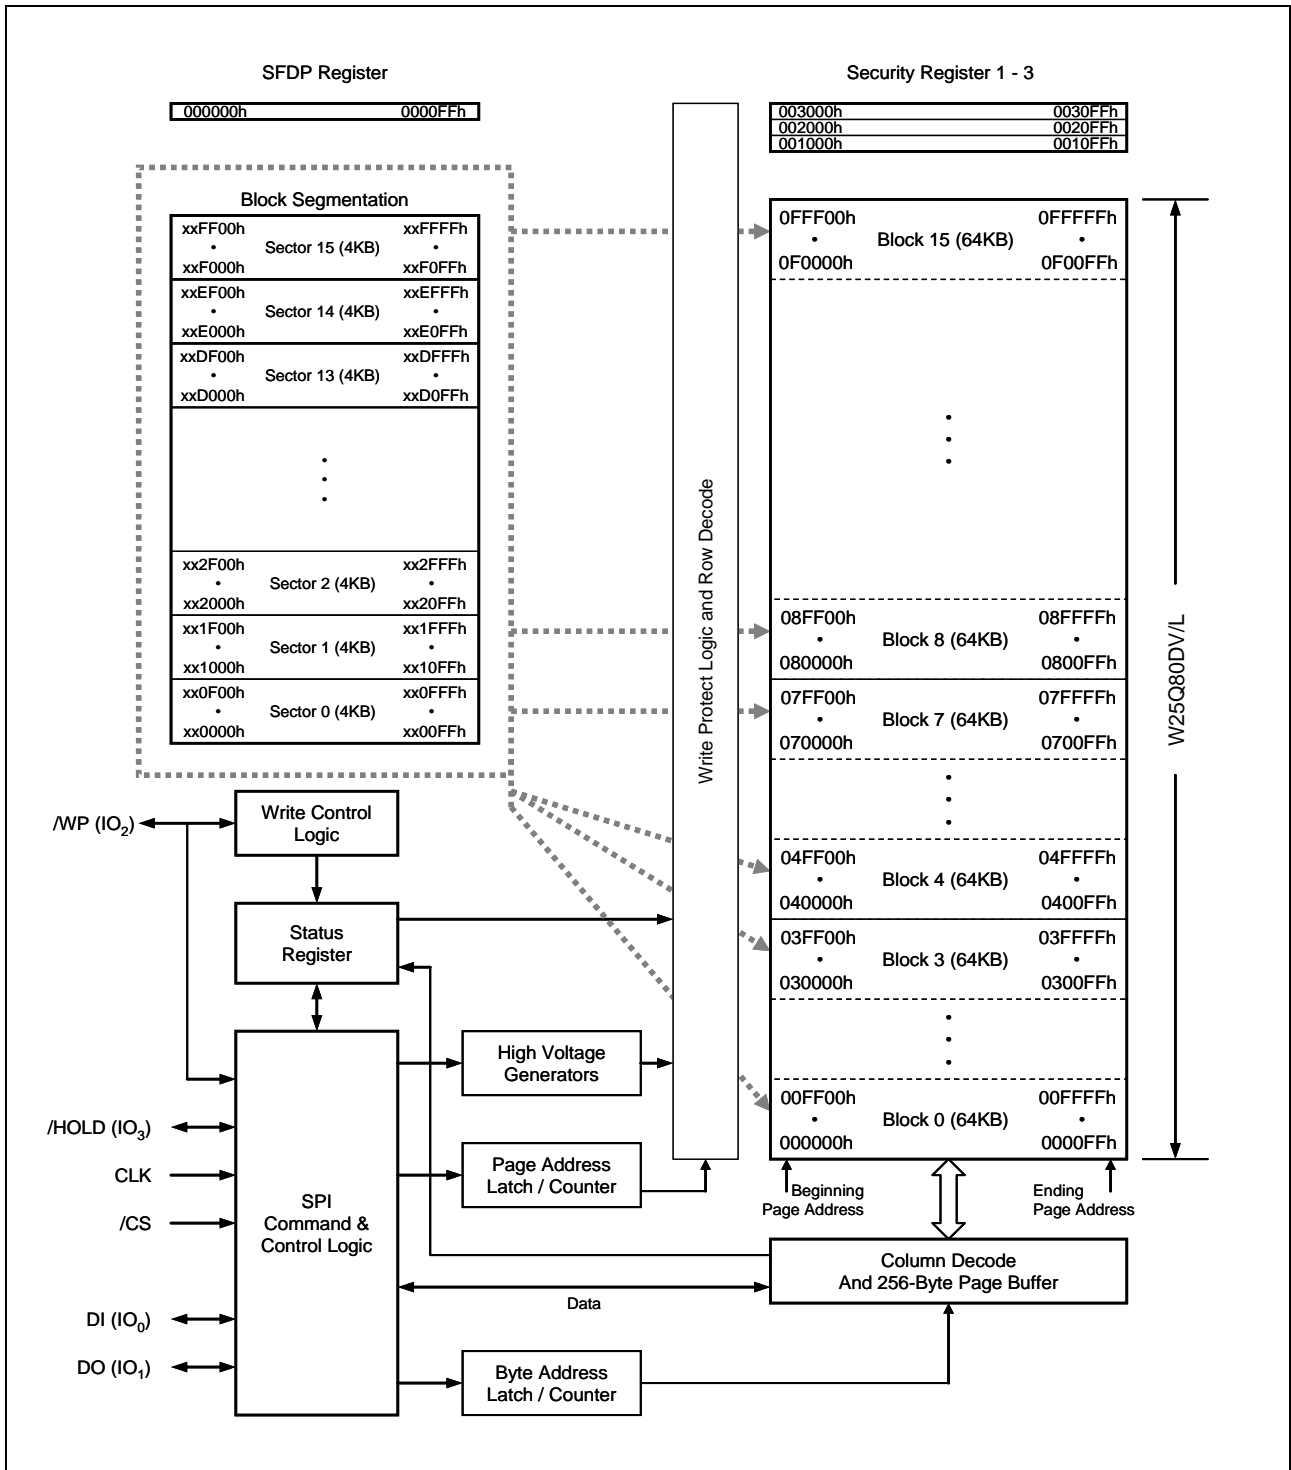 SFDP Register
000000h 0000FFh
Security Register 1 - 3
003000h 0030FFh
002000h 0020FFh
001000h 0010FFh
Block Segmentation
xxFF00h xxFFFFh
• Sector 15 (4KB) •
xxF000h xxF0FFh
xxEF00h xxEFFFh
• Sector 14 (4KB) •
xxE000h xxE0FFh
xxDF00h xxDFFFh
• Sector 13 (4KB) •
xxD000h xxD0FFh
xx2F00h xx2FFFh
• Sector 2 (4KB) •
xx2000h xx20FFh
xx1F00h xx1FFFh
• Sector 1 (4KB) •
xx1000h xx10FFh
xx0F00h xx0FFFh
• Sector 0 (4KB) •
xx0000h xx00FFh
Write Protect Logic and Row Decode
0FFF00h 0FFFFFh
• Block 15 (64KB) •
0F0000h 0F00FFh
08FF00h 08FFFFh
• Block 8 (64KB) •
080000h 0800FFh
07FF00h 07FFFFh
• Block 7 (64KB) •
070000h 0700FFh
04FF00h 04FFFFh
• Block 4 (64KB) •
040000h 0400FFh
03FF00h 03FFFFh
• Block 3 (64KB) •
030000h 0300FFh
00FF00h 00FFFFh
• Block 0 (64KB) •
000000h 0000FFh
W25Q80DV/L
Beginning
Page Address
Ending
Page Address
/WP (IO2)
Write Control
Logic
Status
Register
High Voltage
Generators
/HOLD (IO3)
CLK
/CS
DI (IO0)
DO (IO1)
SPI
Command &
Control Logic
Page Address
Latch / Counter
Column Decode
And 256-Byte Page Buffer
Data
Byte Address
Latch / Counter